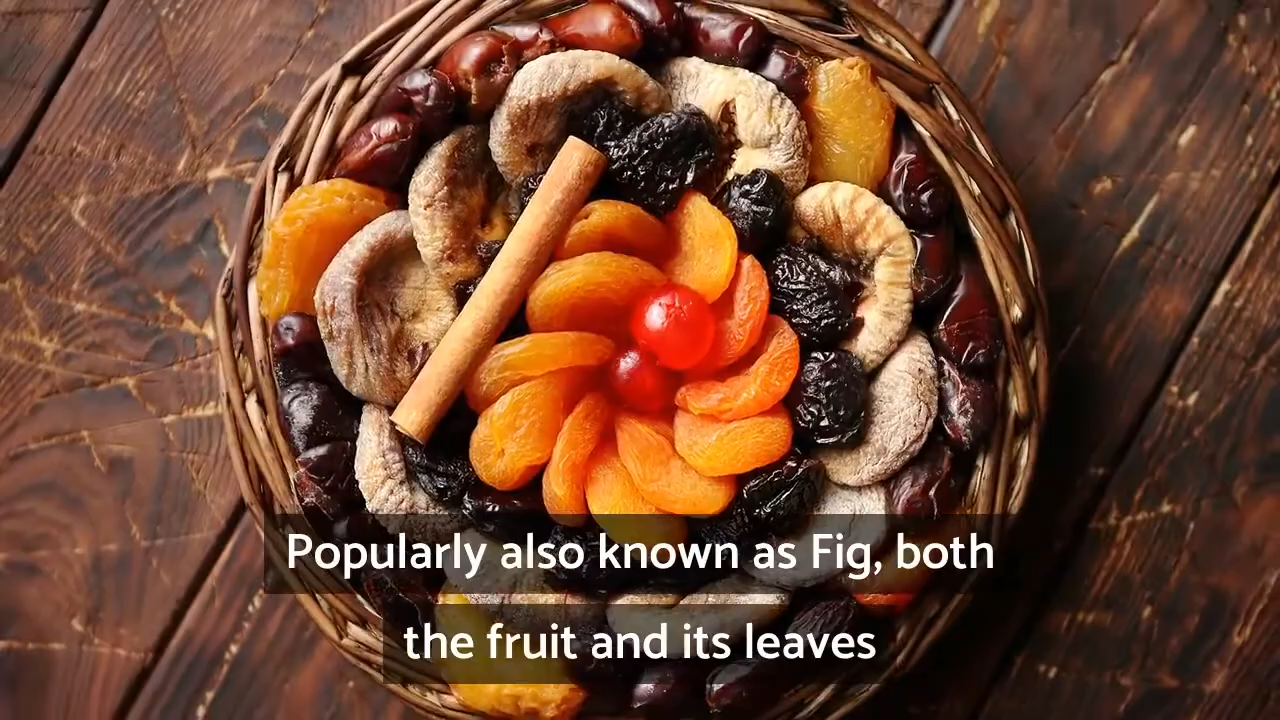 Popularly also known as Fig, both
the fruit and its leaves